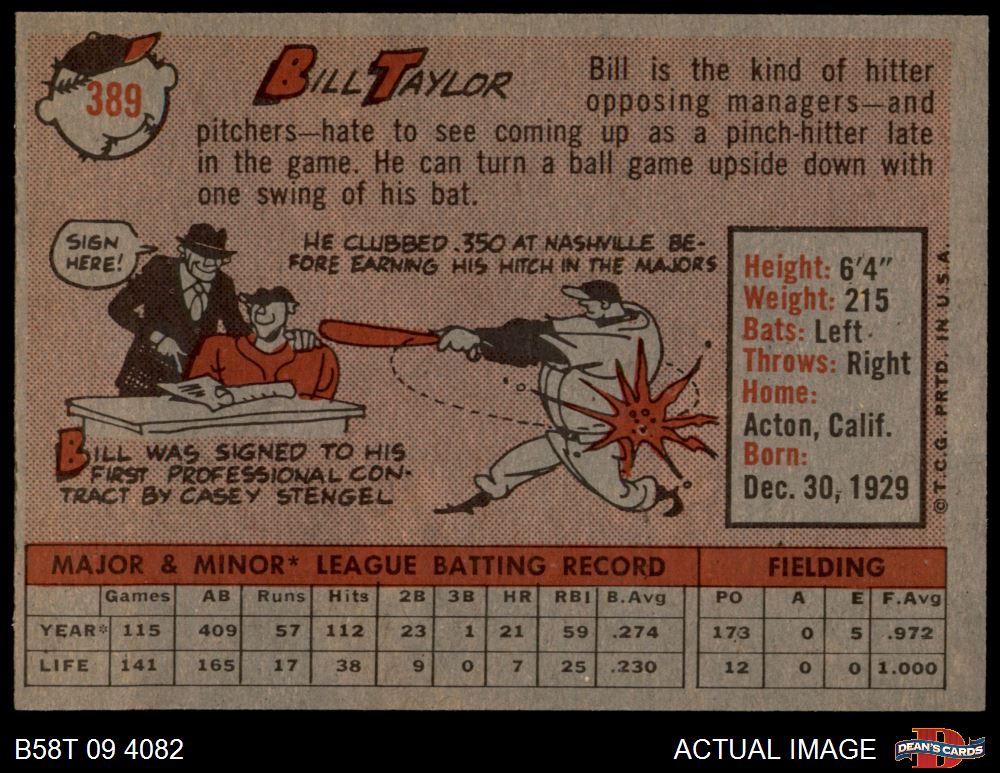 389
BILL TAYLOR
Bill is the kind of hitter
opposing managers—and
pitchers—hate to see coming up as a pinch-hitter late
in the game. He can turn a ball game upside down with
one swing of his bat.
SIGN
HERE!
HE CLUBBED .350 AT NASHVILLE BE-
FORE EARNING HIS HITCH IN THE MAJORS
BILL WAS SIGNED TO HIS
FIRST PROFESSIONAL CON-
TRACT BY CASEY STENGEL
Height: 6'4"
Weight: 215
Bats: Left
Throws: Right
Home:
Acton, Calif.
Born:
Dec. 30, 1929
© T.C.G. PRTD. IN U.S.A.
MAJOR & MINOR* LEAGUE BATTING RECORD FIELDING
Games AB Runs Hits 2B 3B HR RBI B.Avg PO A E F.Avg
YEAR* 115 409 57 112 23 1 21 59 .274 173 0 5 .972
LIFE 141 165 17 38 9 0 7 25 .230 12 0 0 1.000
B58T 09 4082
ACTUAL IMAGE
D
DEAN'S CARDS